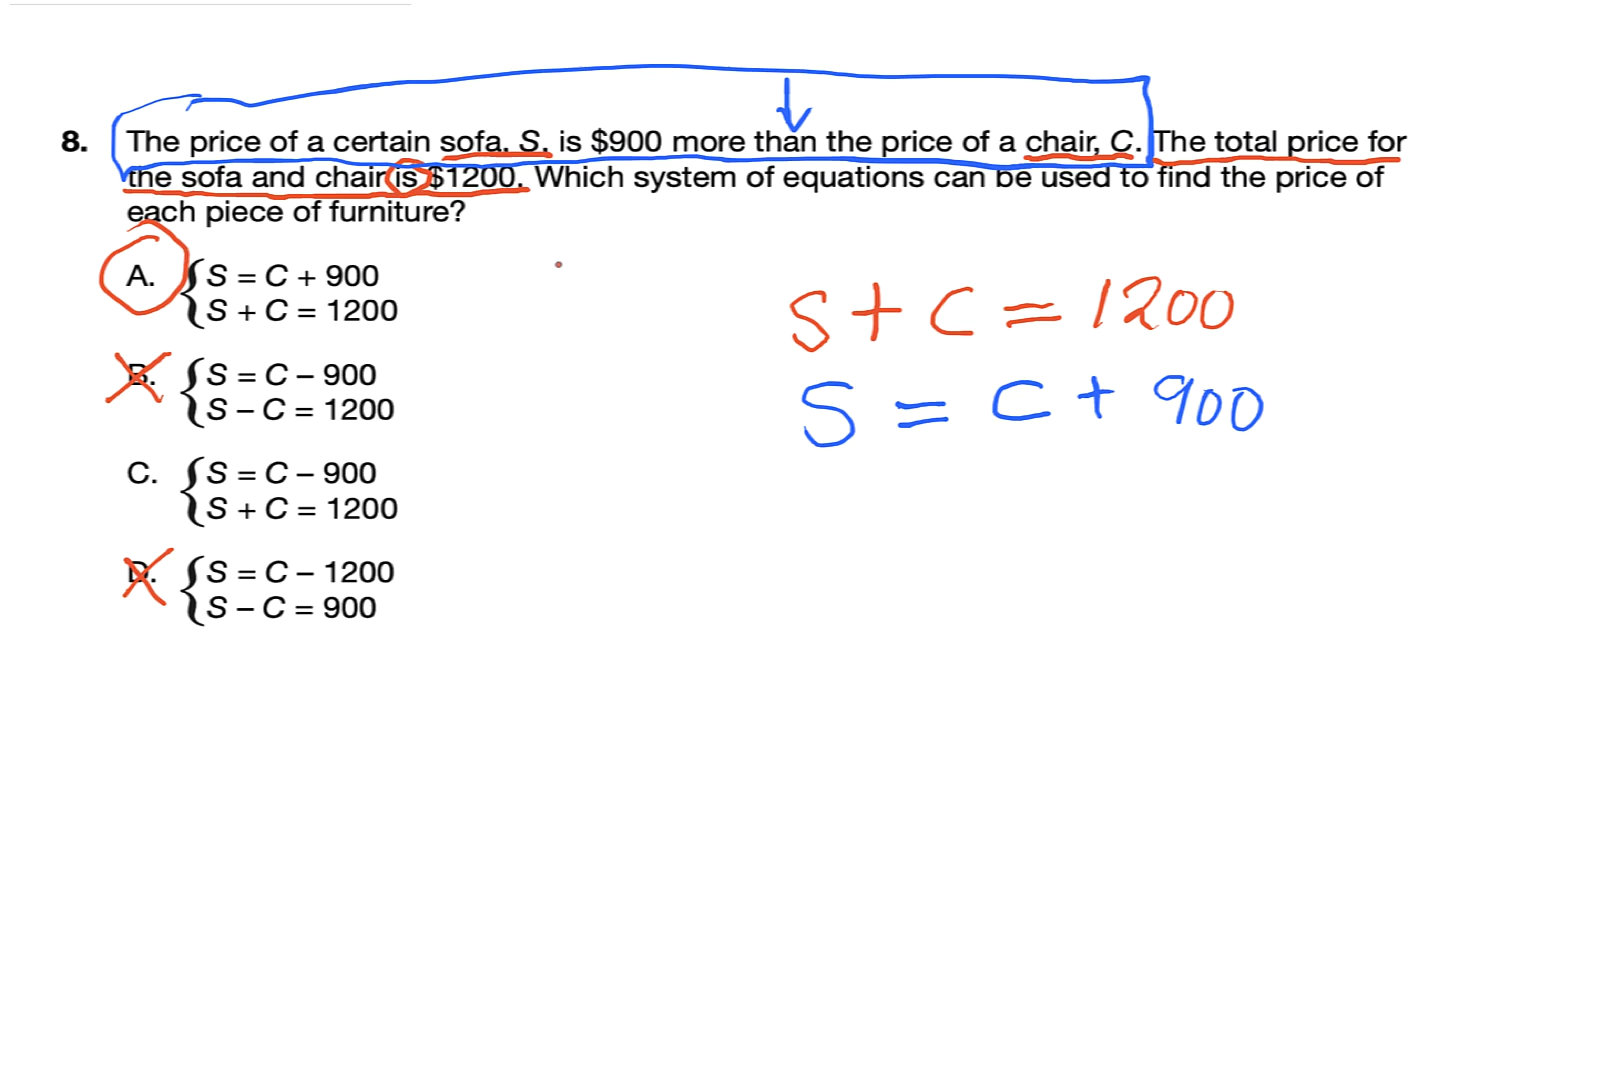 8. The price of a certain sofa, S, is $900 more than the price of a chair, C. The total price for
the sofa and chair is $1200. Which system of equations can be used to find the price of
each piece of furniture?
A. { S = C + 900
S + C = 1200
B. { S = C – 900
S – C = 1200
C. { S = C – 900
S + C = 1200
D. { S = C – 1200
S – C = 900
S + C = 1200
S = C + 900